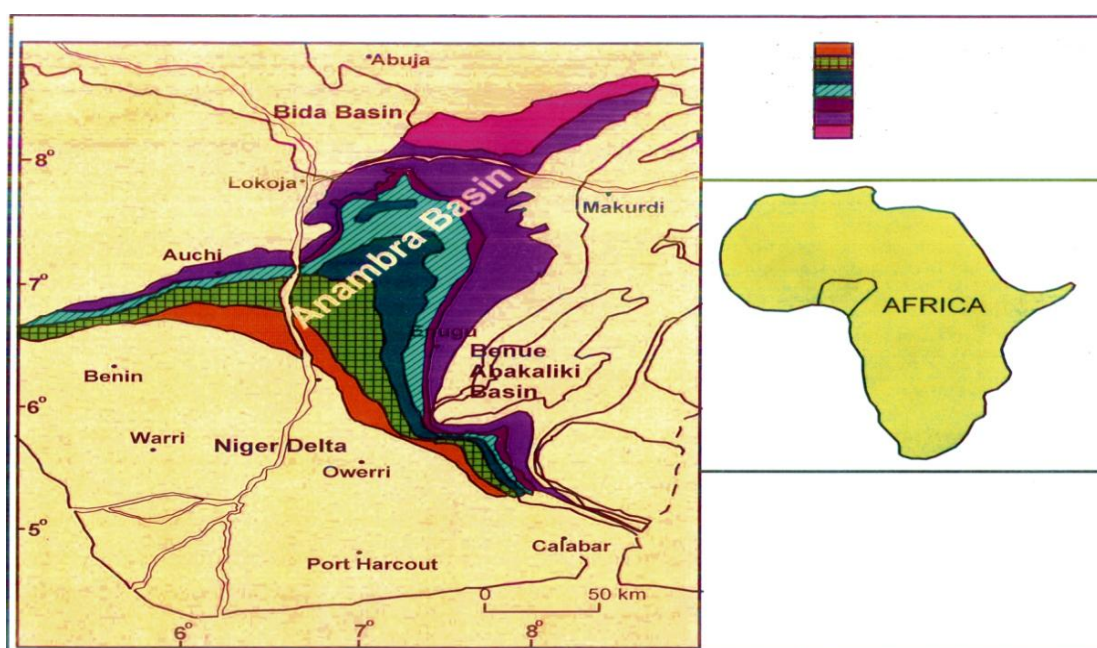 Abuja
Bida Basin
8°
Lokoja
Makurdi
Anambra Basin
Auchi
7°
AFRICA
Enugu
Benue
Abakaliki
Basin
Benin
6°
Warri
Niger Delta
Owerri
5°
Calabar
Port Harcout
0
50 km
6°
7°
8°